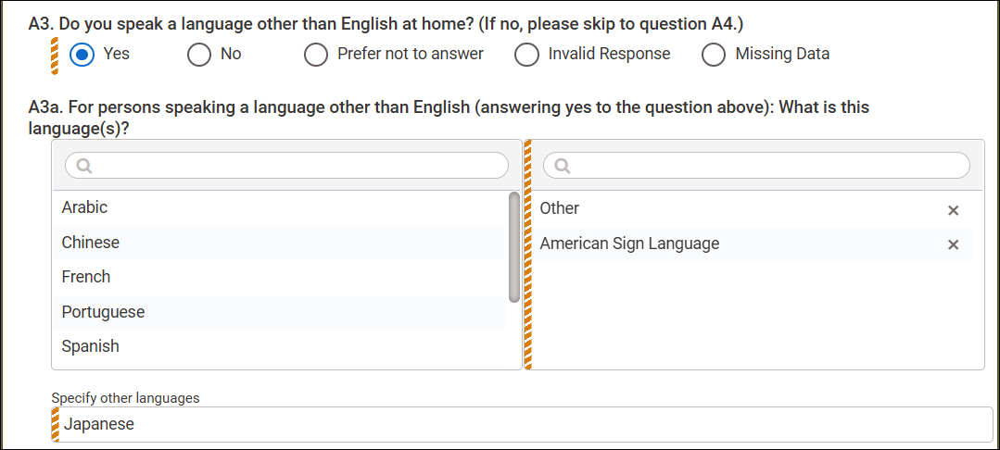 A3. Do you speak a language other than English at home? (If no, please skip to question A4.)
Yes No Prefer not to answer Invalid Response Missing Data
A3a. For persons speaking a language other than English (answering yes to the question above): What is this
language(s)?
Arabic
Chinese
French
Portuguese
Spanish
Other
American Sign Language
Specify other languages
Japanese